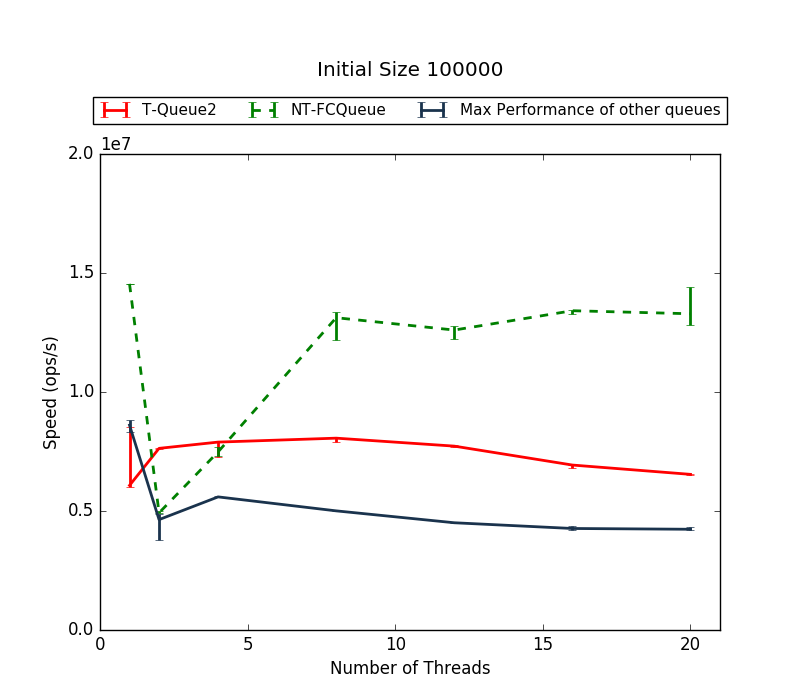 Initial Size 100000
T-Queue2 NT-FCQueue Max Performance of other queues
1e7
2.0
1.5
1.0
0.5
0.0
Speed (ops/s)
0 5 10 15 20
Number of Threads